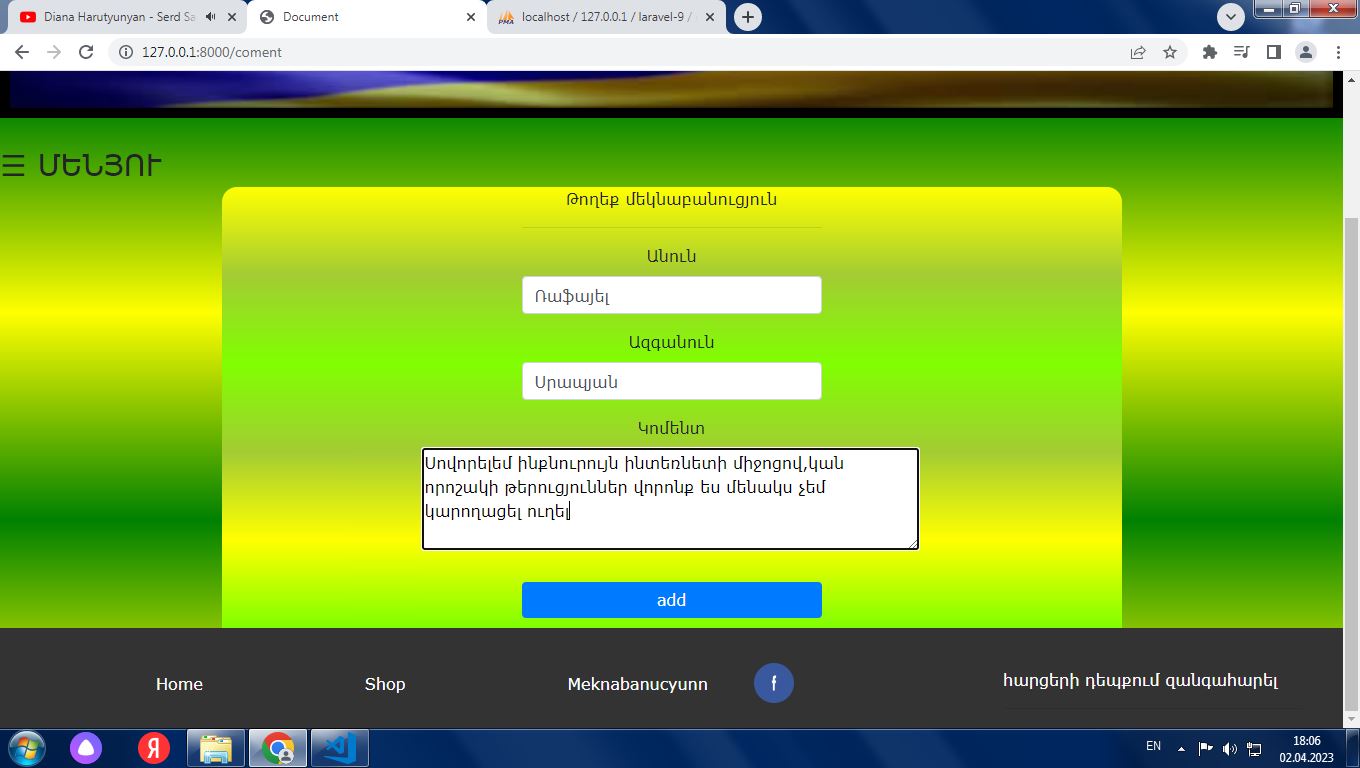 Diana Harutyunyan - Serd Sa
Document
localhost / 127.0.0.1 / laravel-9 /
127.0.0.1:8000/coment
☰ ՄԵՆՅՈՒ
Թողեք մեկնաբանուցյուն
Անուն
Ռաֆայել
Ազգանուն
Սրապյան
Կոմենտ
Սովորելեմ ինքնուրույն ինտեռնետի միջոցով,կան
որոշակի թերուցյուններ վորոնք ես մենակս չեմ
կարողացել ուղել
add
Home
Shop
Meknabanucyunn
f
հարցերի դեպքում զանգահարել
Я
EN
18:06
02.04.2023